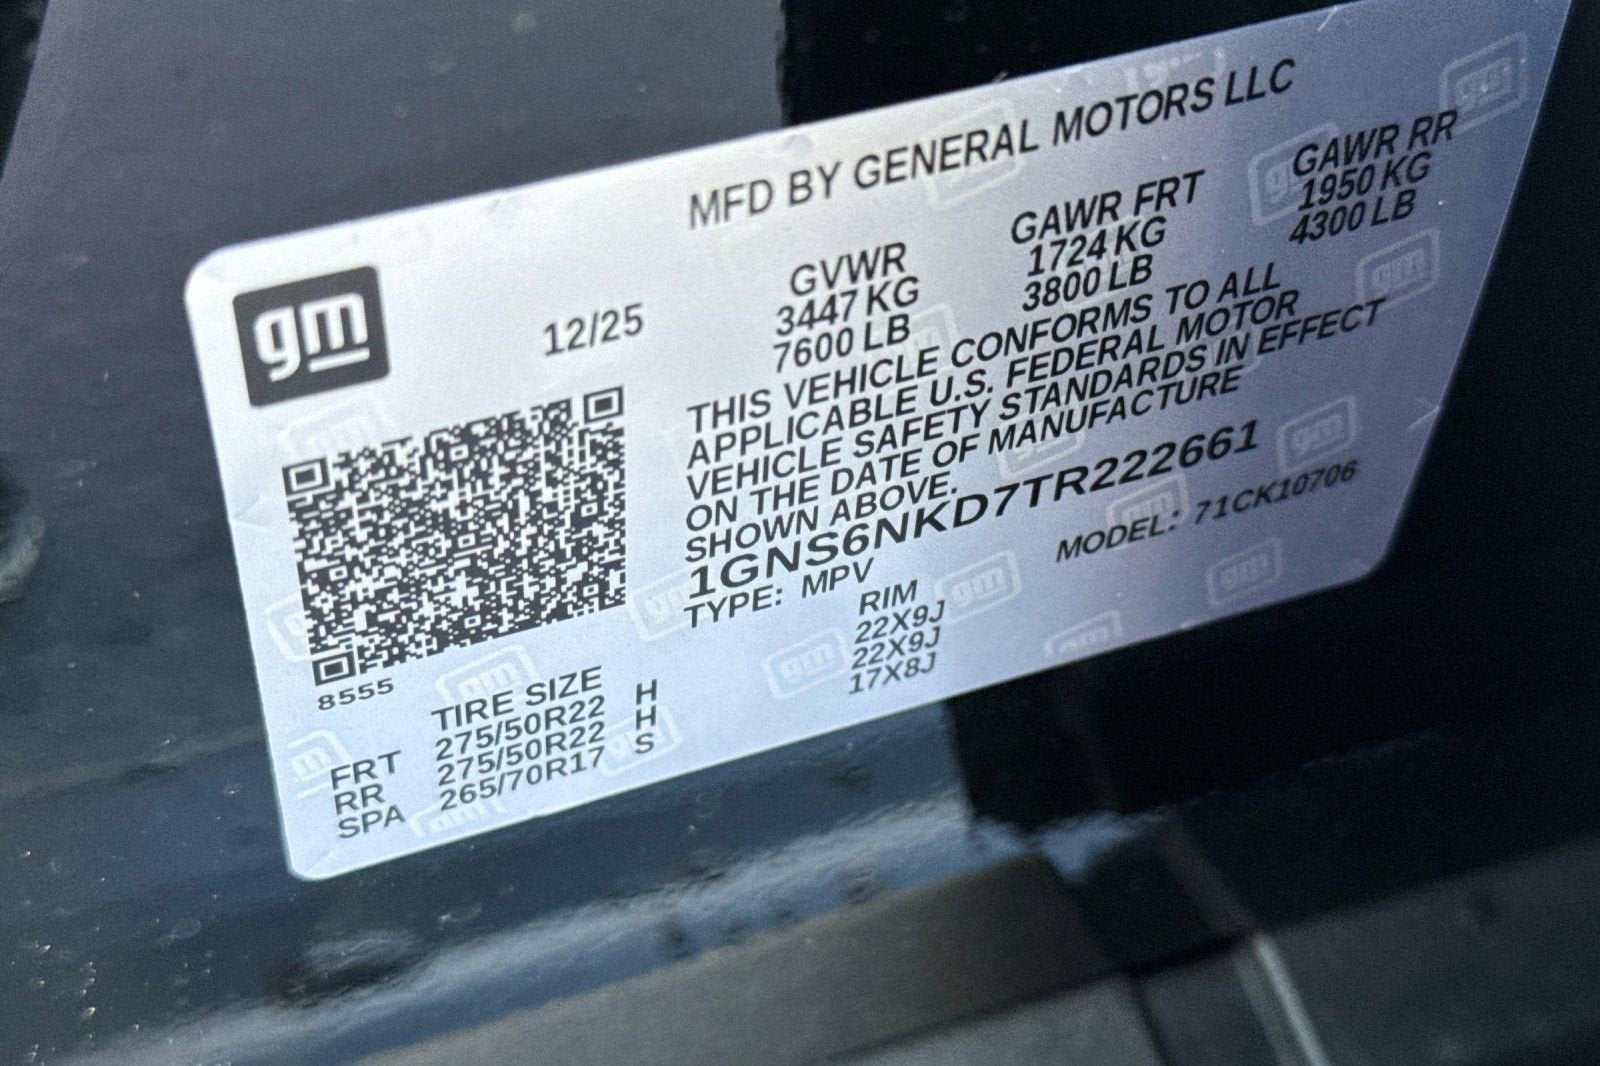 MFD BY GENERAL MOTORS LLC
gm
12/25
GVWR
3447 KG
7600 LB
GAWR FRT
1724 KG
3800 LB
GAWR RR
1950 KG
4300 LB
THIS VEHICLE CONFORMS TO ALL
APPLICABLE U.S. FEDERAL MOTOR
VEHICLE SAFETY STANDARDS IN EFFECT
ON THE DATE OF MANUFACTURE
SHOWN ABOVE.
1GNS6NKD7TR222661
TYPE: MPV
MODEL: 71CK10706
8555
TIRE SIZE
RIM
FRT 275/50R22 H 22X9J
RR 275/50R22 H 22X9J
SPA 265/70R17 S 17X8J